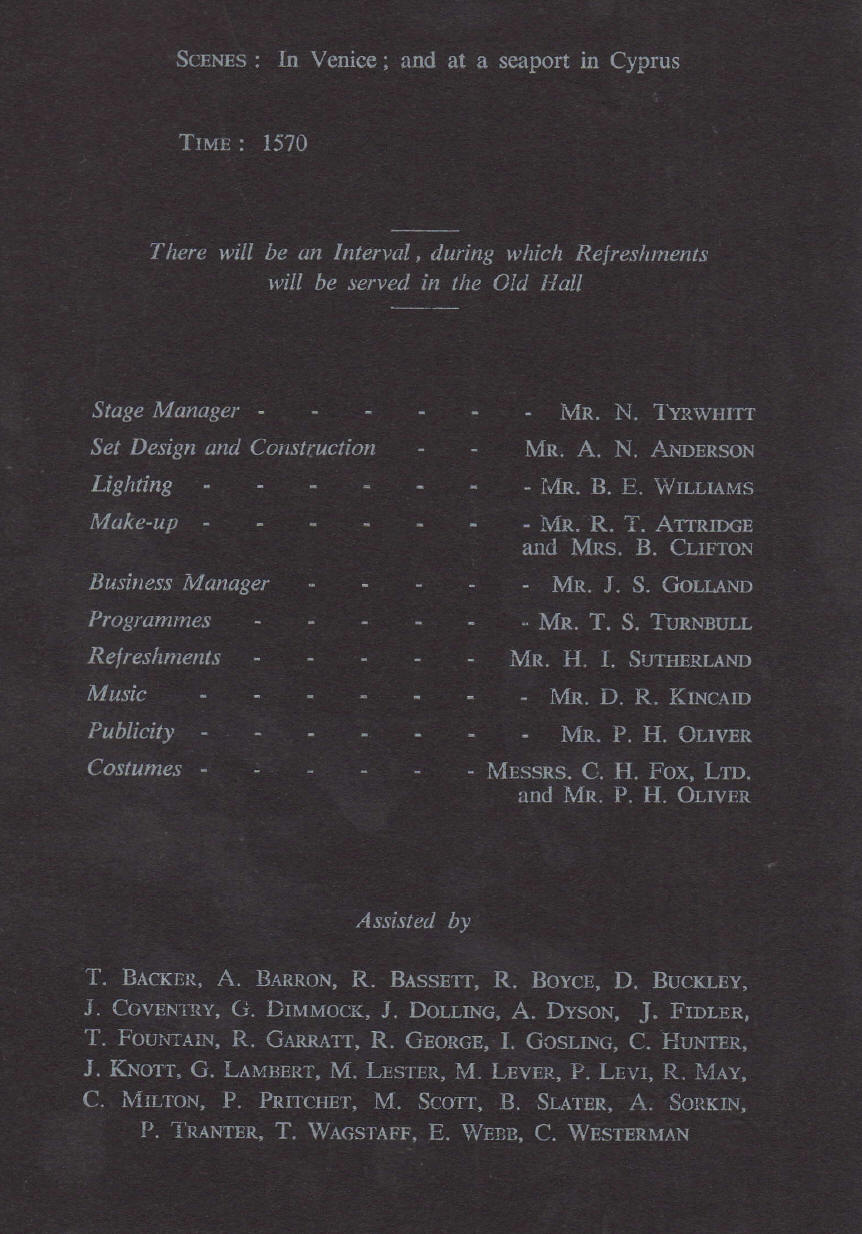 SCENES : In Venice ; and at a seaport in Cyprus
TIME : 1570
There will be an Interval, during which Refreshments
will be served in the Old Hall
Stage Manager - - - - - - MR. N. TYRWHITT
Set Design and Construction - - MR. A. N. ANDERSON
Lighting - - - - - - - MR. B. E. WILLIAMS
Make-up - - - - - - - MR. R. T. ATTRIDGE
and MRS. B. CLIFTON
Business Manager - - - - - MR. J. S. GOLLAND
Programmes - - - - - - MR. T. S. TURNBULL
Refreshments - - - - - MR. H. I. SUTHERLAND
Music - - - - - - - MR. D. R. KINCAID
Publicity - - - - - - - MR. P. H. OLIVER
Costumes - - - - - - MESSRS. C. H. FOX, LTD.
and MR. P. H. OLIVER
Assisted by
T. BACKER, A. BARRON, R. BASSETT, R. BOYCE, D. BUCKLEY,
J. COVENTRY, G. DIMMOCK, J. DOLLING, A. DYSON, J. FIDLER,
T. FOUNTAIN, R. GARRATT, R. GEORGE, I. GOSLING, C. HUNTER,
J. KNOTT, G. LAMBERT, M. LESTER, M. LEVER, P. LEVI, R. MAY,
C. MILTON, P. PRITCHET, M. SCOTT, B. SLATER, A. SORKIN,
P. TRANTER, T. WAGSTAFF, E. WEBB, C. WESTERMAN